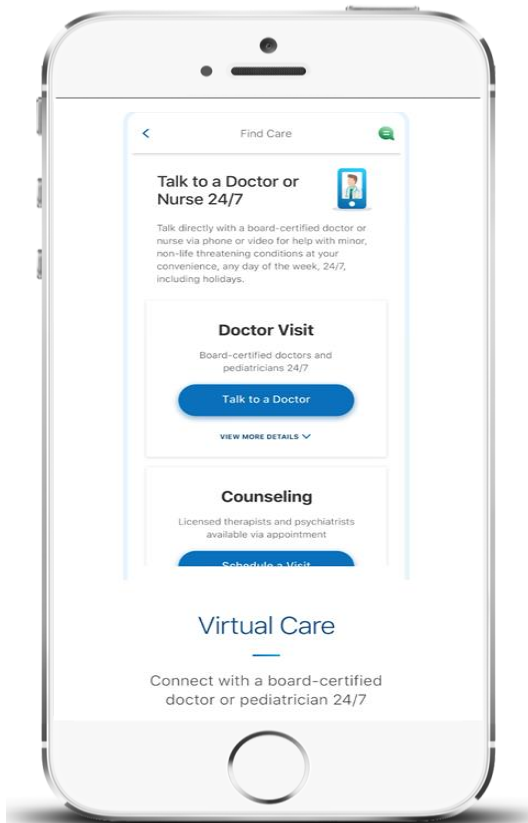 Find Care
Talk to a Doctor or
Nurse 24/7
Talk directly with a board-certified doctor or
nurse via phone or video for help with minor,
non-life threatening conditions at your
convenience, any day of the week, 24/7,
including holidays.
Doctor Visit
Board-certified doctors and
pediatricians 24/7
Talk to a Doctor
VIEW MORE DETAILS
Counseling
Licensed therapists and psychiatrists
available via appointment
Schedule a Visit
Virtual Care
Connect with a board-certified
doctor or pediatrician 24/7